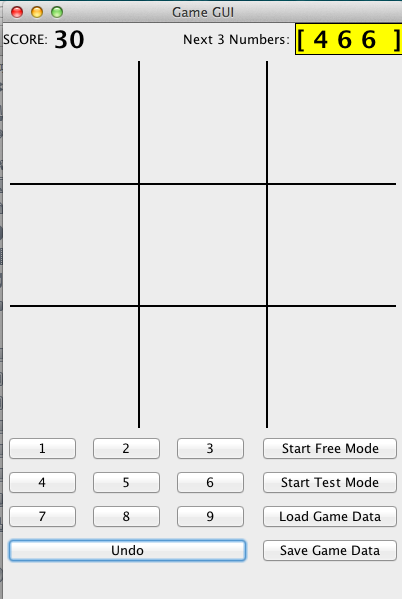 Game GUI
SCORE: 30 Next 3 Numbers: [ 4 6 6 ]
1 2 3 Start Free Mode
4 5 6 Start Test Mode
7 8 9 Load Game Data
Undo Save Game Data